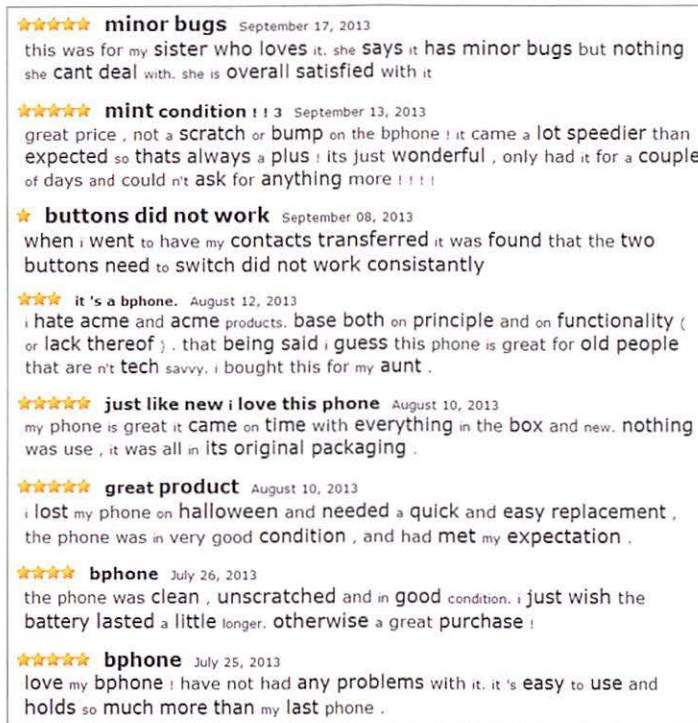 minor bugs September 17, 2013
this was for my sister who loves it. she says it has minor bugs but nothing
she cant deal with. she is overall satisfied with it
mint condition ! ! 3 September 13, 2013
great price , not a scratch or bump on the bphone ! it came a lot speedier than
expected so thats always a plus ! its just wonderful , only had it for a couple
of days and could n't ask for anything more ! ! ! !
buttons did not work September 08, 2013
when i went to have my contacts transferred it was found that the two
buttons need to switch did not work consistantly
it 's a bphone. August 12, 2013
i hate acme and acme products. base both on principle and on functionality (
or lack thereof ) . that being said i guess this phone is great for old people
that are n't tech savvy. i bought this for my aunt .
just like new i love this phone August 10, 2013
my phone is great it came on time with everything in the box and new. nothing
was use , it was all in its original packaging .
great product August 10, 2013
i lost my phone on halloween and needed a quick and easy replacement ,
the phone was in very good condition , and had met my expectation .
bphone July 26, 2013
the phone was clean , unscratched and in good condition. i just wish the
battery lasted a little longer. otherwise a great purchase !
bphone July 25, 2013
love my bphone ! have not had any problems with it. it 's easy to use and
holds so much more than my last phone .